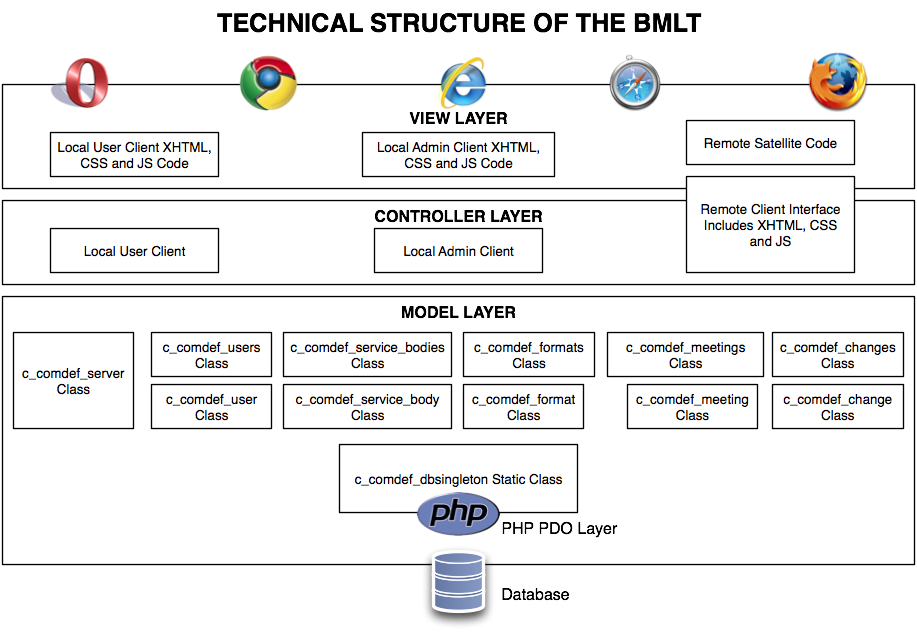 TECHNICAL STRUCTURE OF THE BMLT
VIEW LAYER
Local User Client XHTML,
CSS and JS Code
Local Admin Client XHTML,
CSS and JS Code
Remote Satellite Code
Remote Client Interface
Includes XHTML, CSS
and JS
CONTROLLER LAYER
Local User Client
Local Admin Client
MODEL LAYER
c_comdef_server
Class
c_comdef_users
Class
c_comdef_service_bodies
Class
c_comdef_formats
Class
c_comdef_meetings
Class
c_comdef_changes
Class
c_comdef_user
Class
c_comdef_service_body
Class
c_comdef_format
Class
c_comdef_meeting
Class
c_comdef_change
Class
c_comdef_dbsingleton Static Class
php
PHP PDO Layer
Database